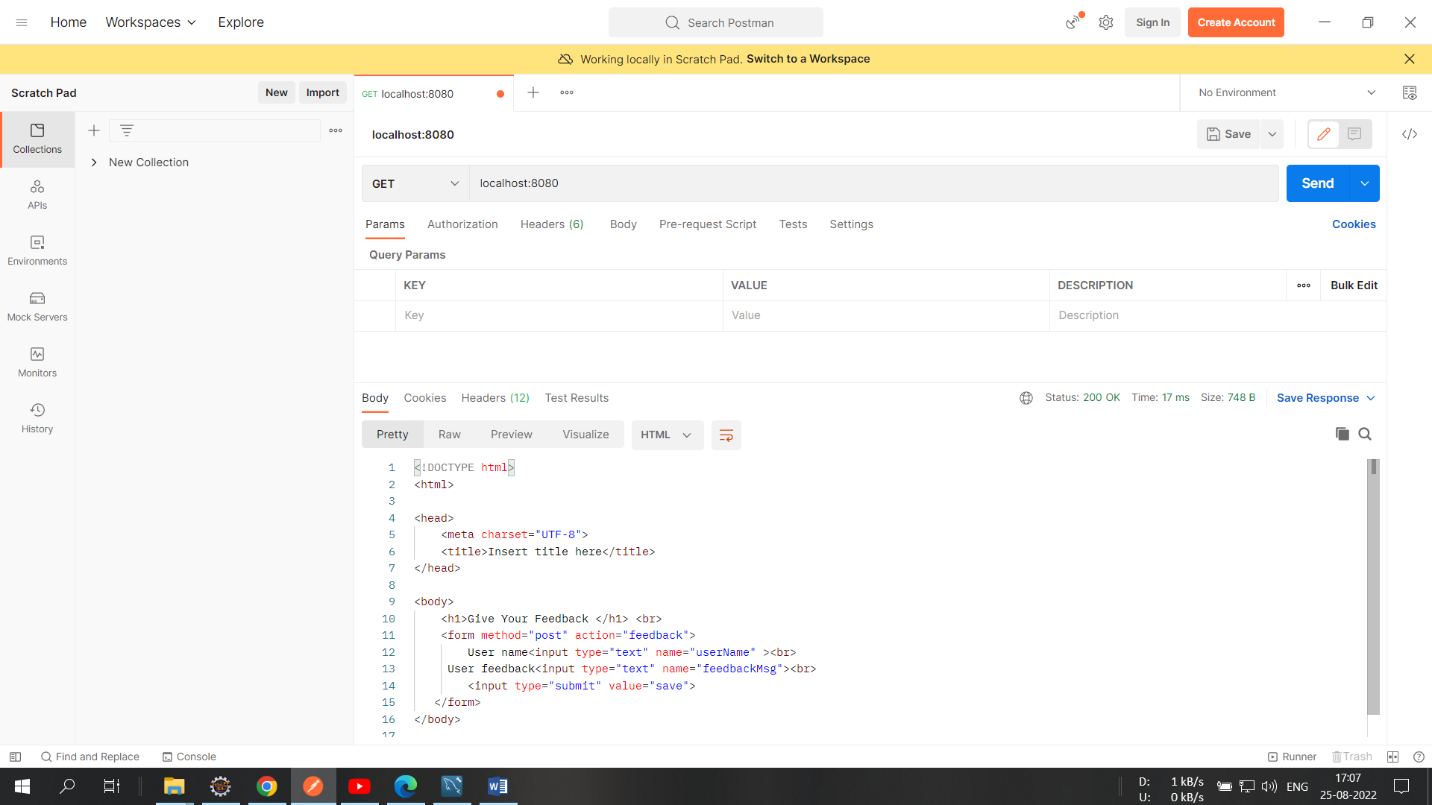 Home Workspaces Explore Search Postman Sign In Create Account
Working locally in Scratch Pad. Switch to a Workspace
Scratch Pad New Import GET localhost:8080 No Environment
Collections
New Collection
APIs
Environments
Mock Servers
Monitors
History
localhost:8080 Save
GET localhost:8080 Send
Params Authorization Headers (6) Body Pre-request Script Tests Settings Cookies
Query Params
KEY VALUE DESCRIPTION Bulk Edit
Key Value Description
Body Cookies Headers (12) Test Results Status: 200 OK Time: 17 ms Size: 748 B Save Response
Pretty Raw Preview Visualize HTML
1 <!DOCTYPE html>
2 <html>
3
4 <head>
5 <meta charset="UTF-8">
6 <title>Insert title here</title>
7 </head>
8
9 <body>
10 <h1>Give Your Feedback </h1> <br>
11 <form method="post" action="feedback">
12 User name<input type="text" name="userName" ><br>
13 User feedback<input type="text" name="feedbackMsg"><br>
14 <input type="submit" value="save">
15 </form>
16 </body>
17
Find and Replace Console Runner Trash
D: 1 kB/s
U: 0 kB/s
ENG
17:07
25-08-2022